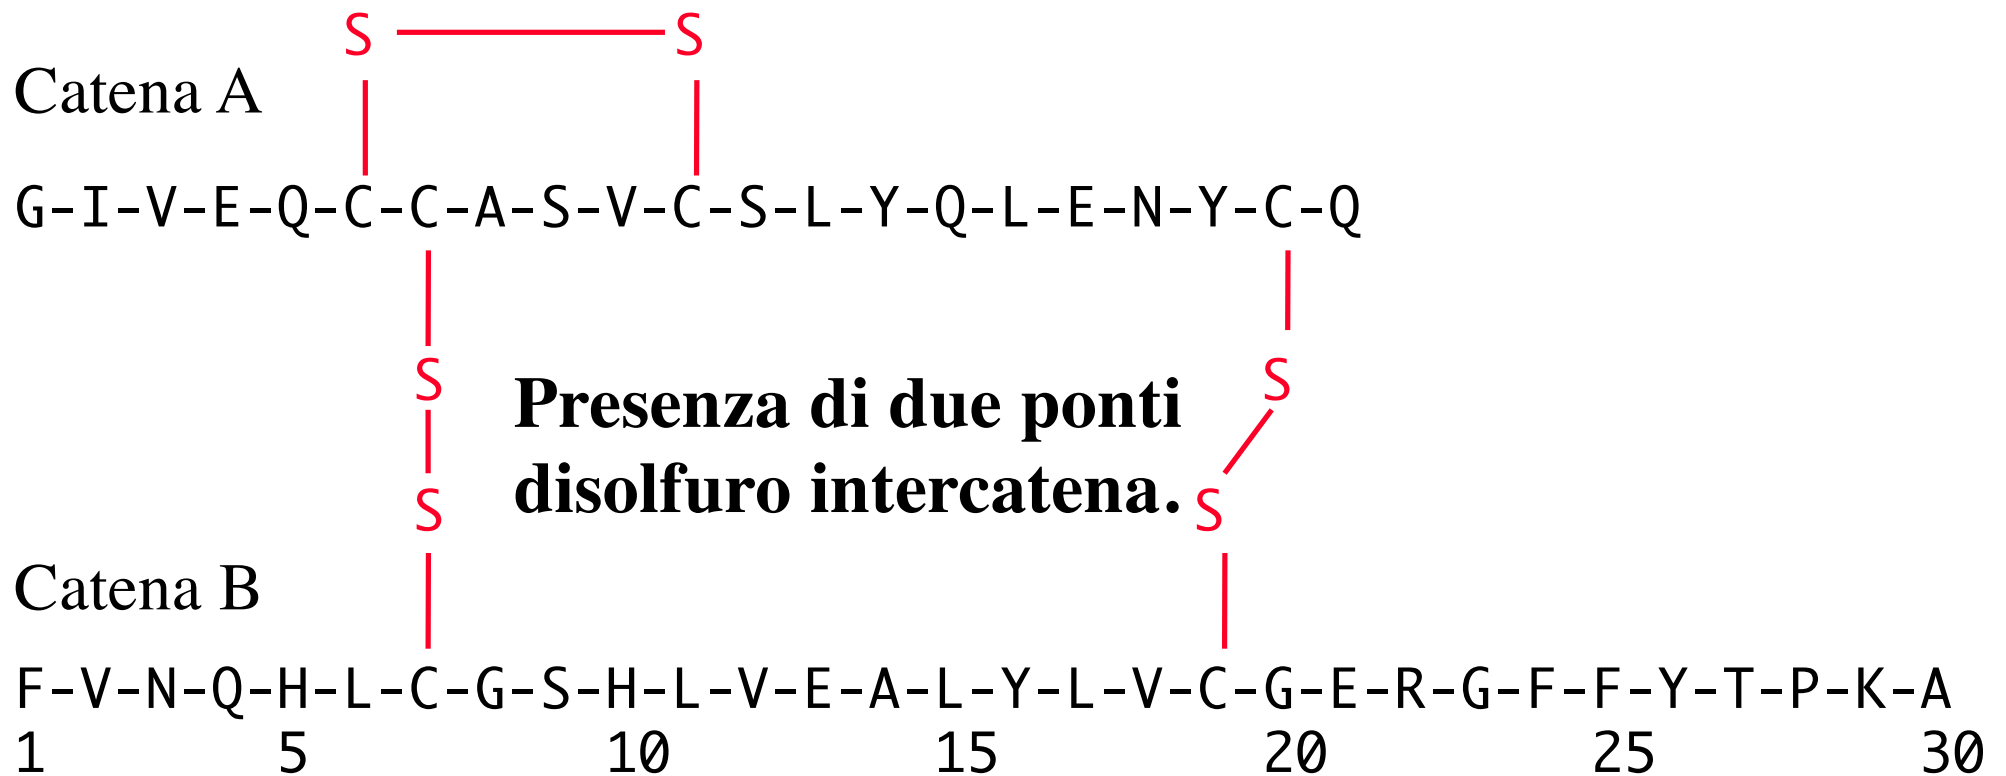 S S
Catena A
G-I-V-E-Q-C-C-A-S-V-C-S-L-Y-Q-L-E-N-Y-C-Q
S S
Presenza di due ponti
disolfuro intercatena.
S S
Catena B
F-V-N-Q-H-L-C-G-S-H-L-V-E-A-L-Y-L-V-C-G-E-R-G-F-F-Y-T-P-K-A
1 5 10 15 20 25 30